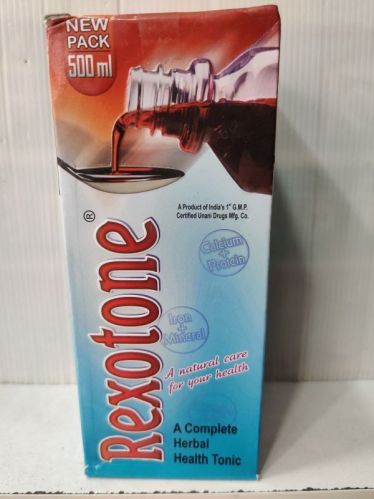 NEW
PACK
500 ml
A Product of India's 1st G.M.P.
Certified Unani Drugs Mfg. Co.
Calcium
+
Protein
Rexotone®
Iron
+
Mineral
A natural care
for your health
A Complete
Herbal
Health Tonic